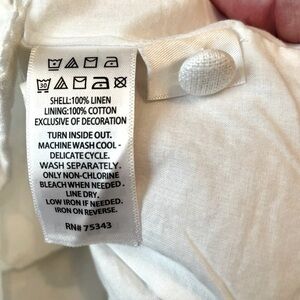 30
SHELL:100% LINEN
LINING:100% COTTON
EXCLUSIVE OF DECORATION
TURN INSIDE OUT.
MACHINE WASH COOL -
DELICATE CYCLE.
WASH SEPARATELY.
ONLY NON-CHLORINE
BLEACH WHEN NEEDED.
LINE DRY.
LOW IRON IF NEEDED.
IRON ON REVERSE.
RN# 75343